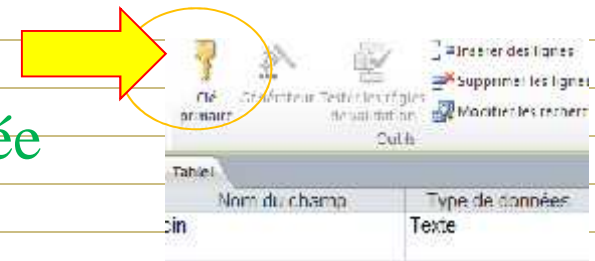 Insérer des lignes
Supprimer les lignes
Clé Générateur Tester les règles
primaire de validation Modifier les recherc
Outils
ée
Table1
Nom du champ Type de données
cin Texte